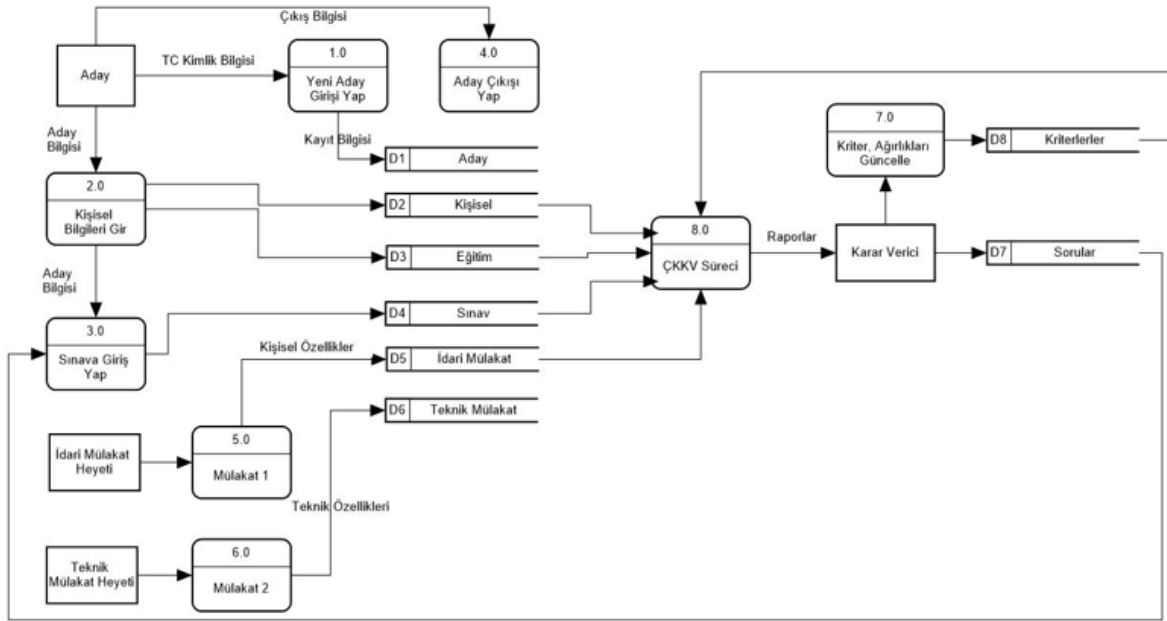 Çıkış Bilgisi
Aday
TC Kimlik Bilgisi
1.0
Yeni Aday
Girişi Yap
4.0
Aday Çıkışı
Yap
Aday
Bilgisi
Kayıt Bilgisi
D1 Aday
7.0
Kriter, Ağırlıkları
Güncelle
D8 Kriterlerler
2.0
Kişisel
Bilgileri Gir
D2 Kişisel
8.0
ÇKKV Süreci
Raporlar
Karar Verici
D7 Sorular
D3 Eğitim
Aday
Bilgisi
3.0
Sınava Giriş
Yap
D4 Sınav
Kişisel Özellikler
D5 İdari Mülakat
D6 Teknik Mülakat
İdari Mülakat
Heyeti
5.0
Mülakat 1
Teknik Özellikleri
Teknik
Mülakat Heyeti
6.0
Mülakat 2